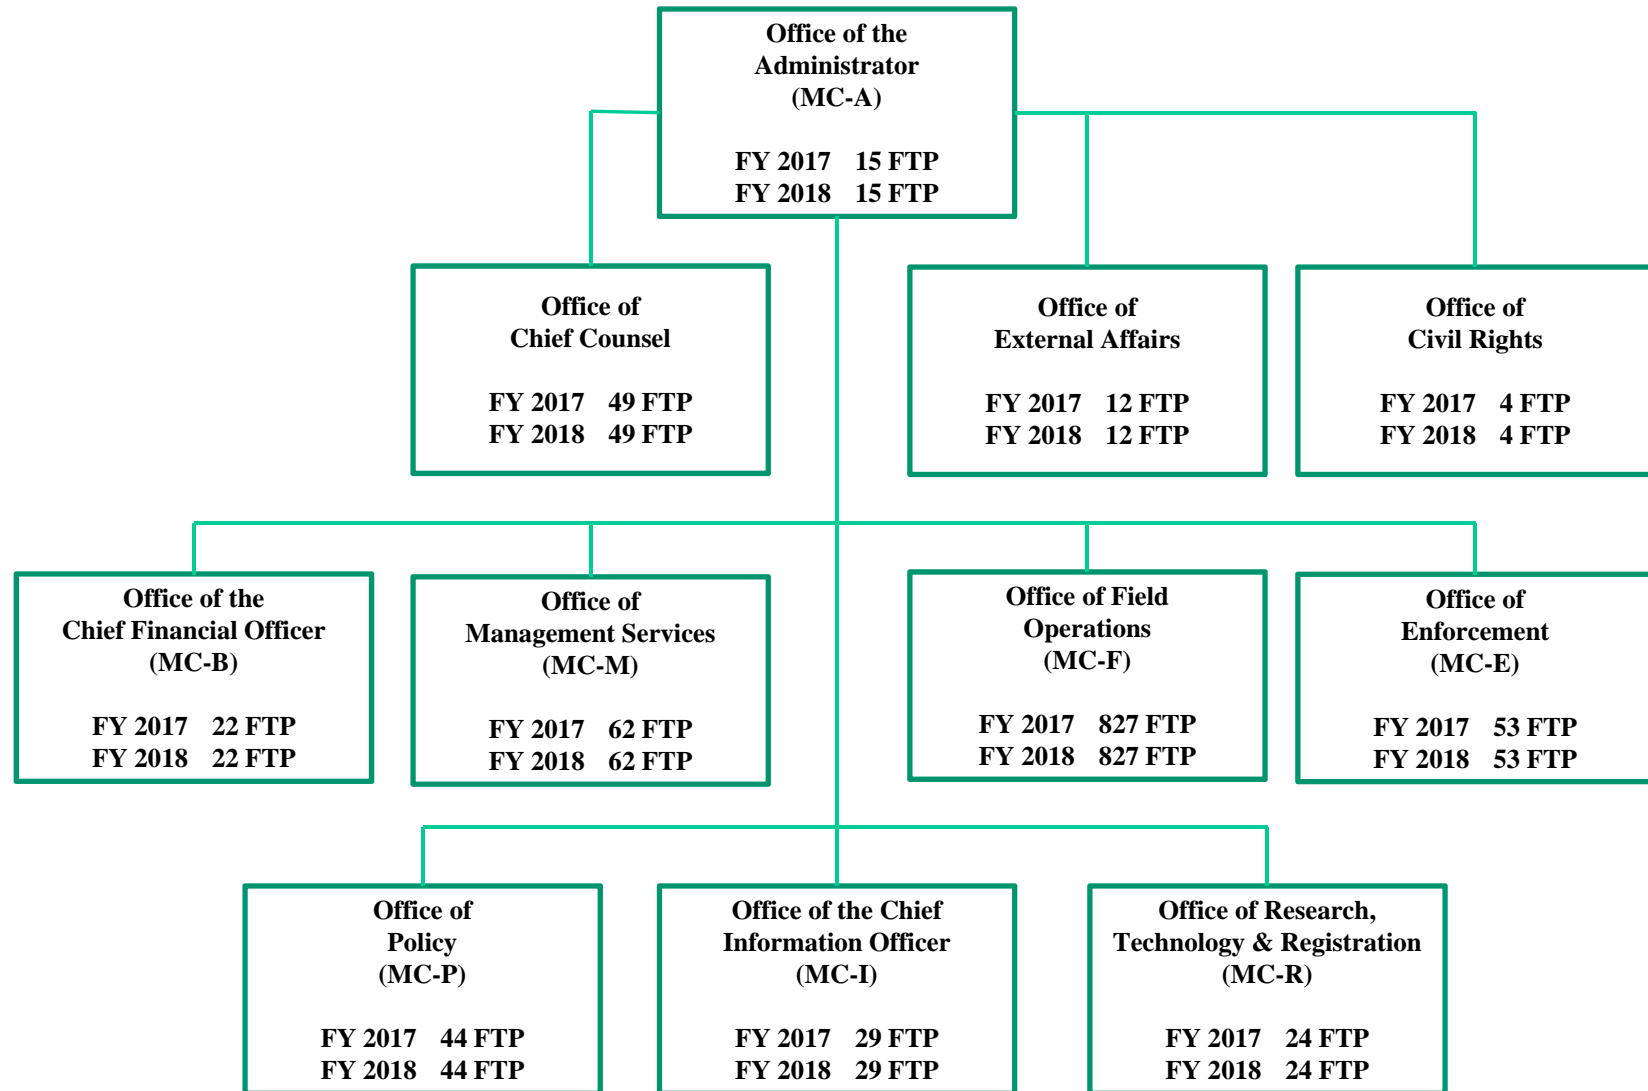 Office of the
Administrator
(MC-A)
FY 2017 15 FTP
FY 2018 15 FTP
Office of
Chief Counsel
FY 2017 49 FTP
FY 2018 49 FTP
Office of
External Affairs
FY 2017 12 FTP
FY 2018 12 FTP
Office of
Civil Rights
FY 2017 4 FTP
FY 2018 4 FTP
Office of the
Chief Financial Officer
(MC-B)
FY 2017 22 FTP
FY 2018 22 FTP
Office of
Management Services
(MC-M)
FY 2017 62 FTP
FY 2018 62 FTP
Office of Field
Operations
(MC-F)
FY 2017 827 FTP
FY 2018 827 FTP
Office of
Enforcement
(MC-E)
FY 2017 53 FTP
FY 2018 53 FTP
Office of
Policy
(MC-P)
FY 2017 44 FTP
FY 2018 44 FTP
Office of the Chief
Information Officer
(MC-I)
FY 2017 29 FTP
FY 2018 29 FTP
Office of Research,
Technology & Registration
(MC-R)
FY 2017 24 FTP
FY 2018 24 FTP